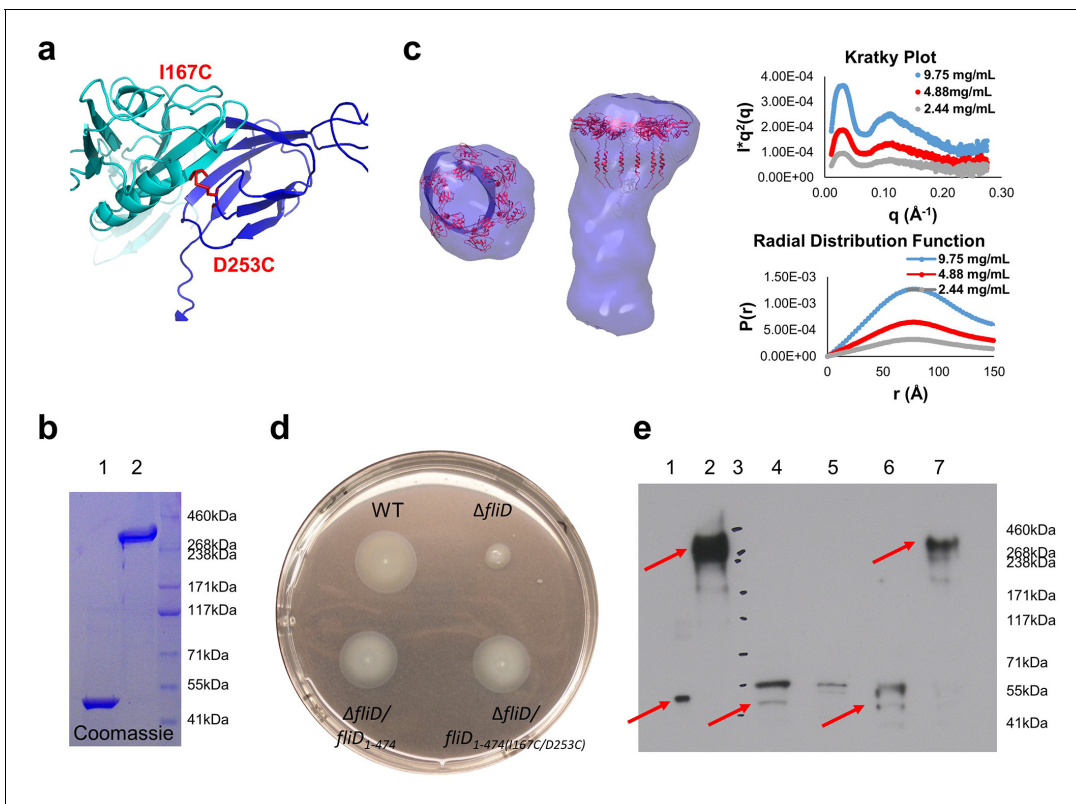 a
I167C
D253C
c
Kratky Plot
9.75 mg/mL
4.88mg/mL
2.44 mg/mL
I*q²(q)
4.00E-04
3.00E-04
2.00E-04
1.00E-04
0.00E+00
0.00 0.10 0.20 0.30
q (Å⁻¹)
Radial Distribution Function
9.75 mg/mL
4.88 mg/mL
2.44 mg/mL
P(r)
1.50E-03
1.00E-03
5.00E-04
0.00E+00
0 50 100 150
r (Å)
b
1 2
460kDa
268kDa
238kDa
171kDa
117kDa
71kDa
55kDa
41kDa
Coomassie
d
WT
ΔfliD
ΔfliD/
fliD1-474
ΔfliD/
fliD1-474(I167C/D253C)
e
1 2 3 4 5 6 7
460kDa
268kDa
238kDa
171kDa
117kDa
71kDa
55kDa
41kDa